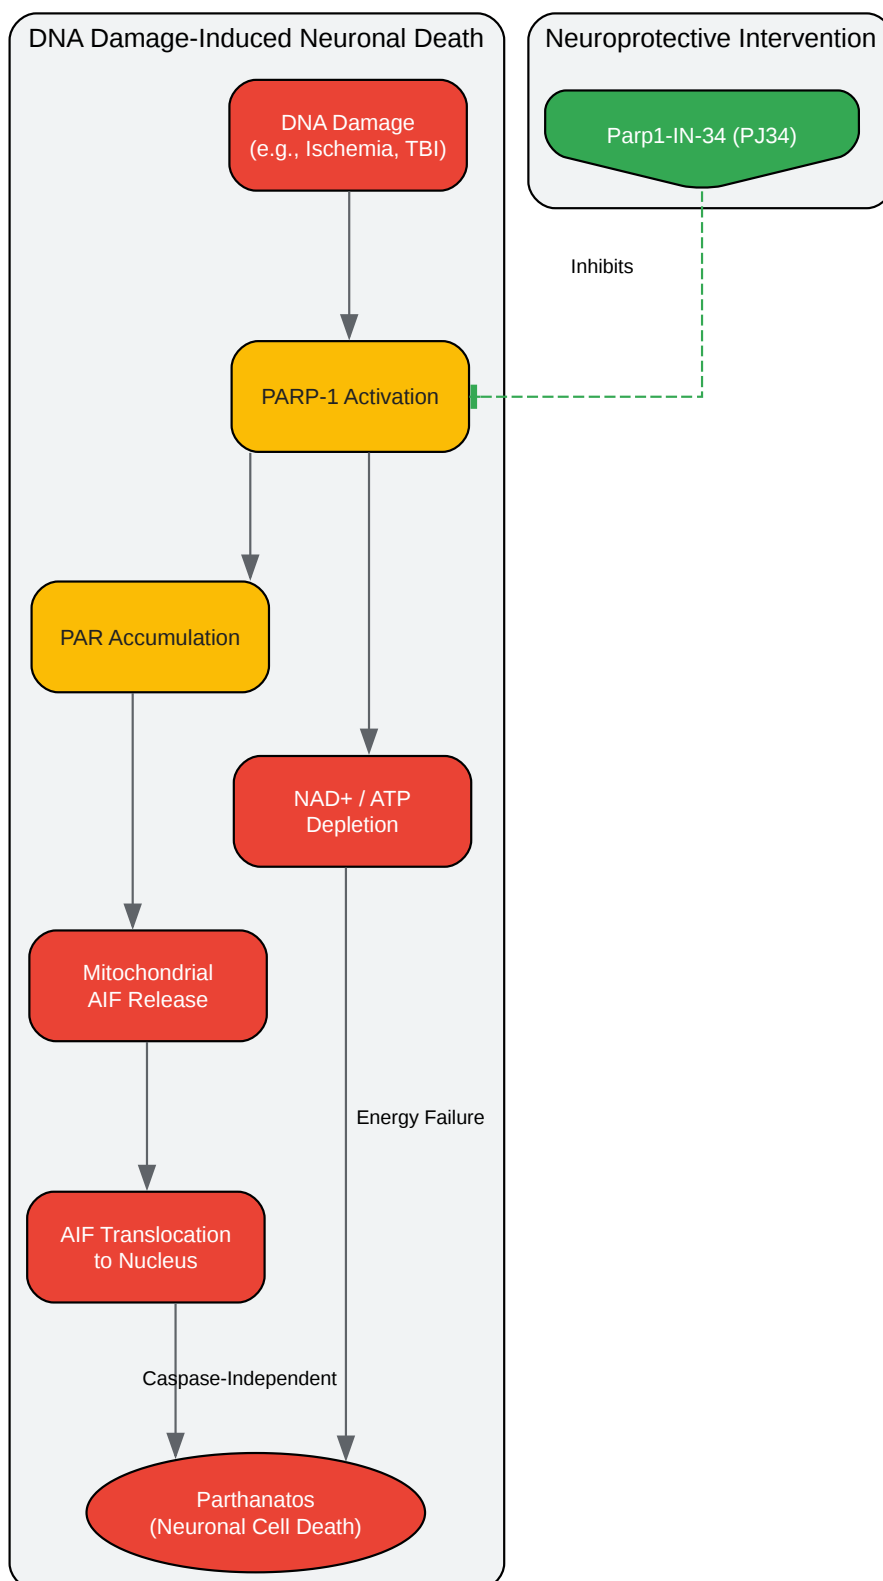 DNA Damage-Induced Neuronal Death
Neuroprotective Intervention
DNA Damage
(e.g., Ischemia, TBI)
Parp1-IN-34 (PJ34)
Inhibits
PARP-1 Activation
PAR Accumulation
NAD+ / ATP
Depletion
Mitochondrial
AIF Release
Energy Failure
AIF Translocation
to Nucleus
Caspase-Independent
Parthanatos
(Neuronal Cell Death)